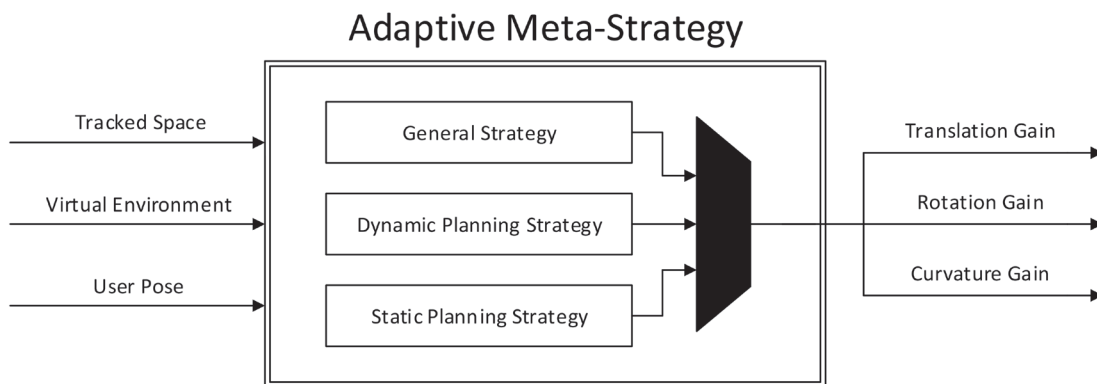 Adaptive Meta-Strategy
Tracked Space
Virtual Environment
User Pose
General Strategy
Dynamic Planning Strategy
Static Planning Strategy
Translation Gain
Rotation Gain
Curvature Gain